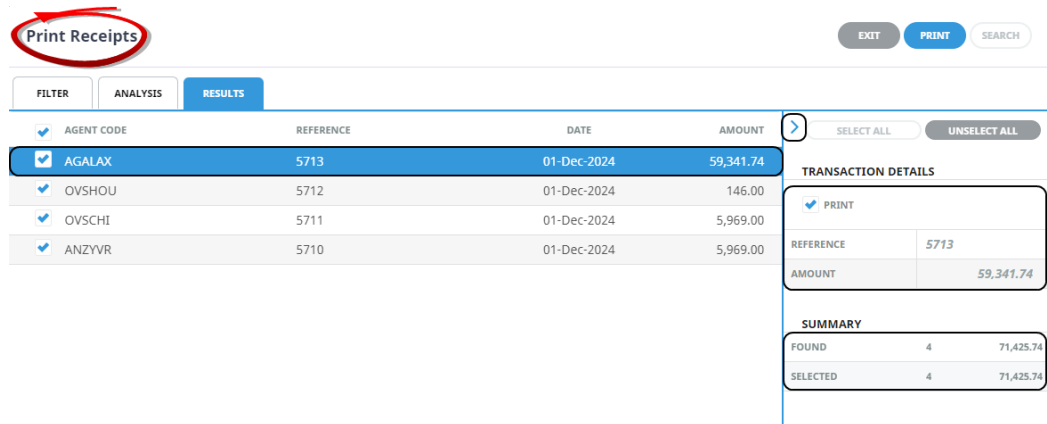 Print Receipts
EXIT PRINT SEARCH
FILTER ANALYSIS RESULTS
AGENT CODE REFERENCE DATE AMOUNT
AGALAX 5713 01-Dec-2024 59,341.74
OVSHOU 5712 01-Dec-2024 146.00
OVSCHI 5711 01-Dec-2024 5,969.00
ANZYVR 5710 01-Dec-2024 5,969.00
SELECT ALL UNSELECT ALL
TRANSACTION DETAILS
PRINT
REFERENCE 5713
AMOUNT 59,341.74
SUMMARY
FOUND 4 71,425.74
SELECTED 4 71,425.74